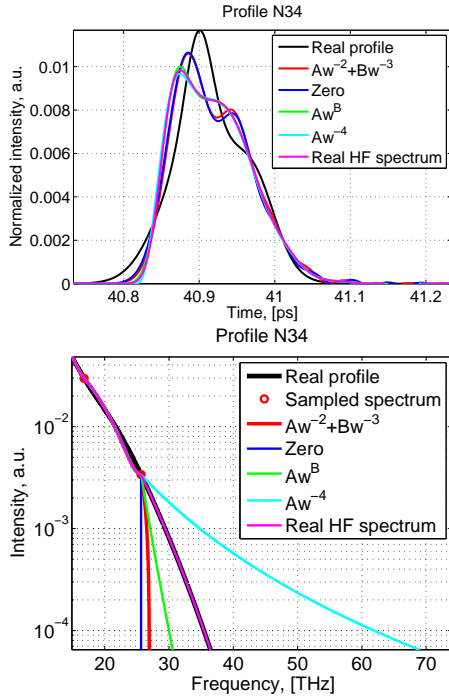 Profile N34
Normalized intensity, a.u.
0.01
0.008
0.006
0.004
0.002
0
Real profile
Aw⁻²+Bw⁻³
Zero
Awᴮ
Aw⁻⁴
Real HF spectrum
40.8 40.9 41 41.1 41.2
Time, [ps]
Profile N34
Intensity, a.u.
10⁻²
10⁻³
10⁻⁴
Real profile
Sampled spectrum
Aw⁻²+Bw⁻³
Zero
Awᴮ
Aw⁻⁴
Real HF spectrum
20 30 40 50 60 70
Frequency, [THz]